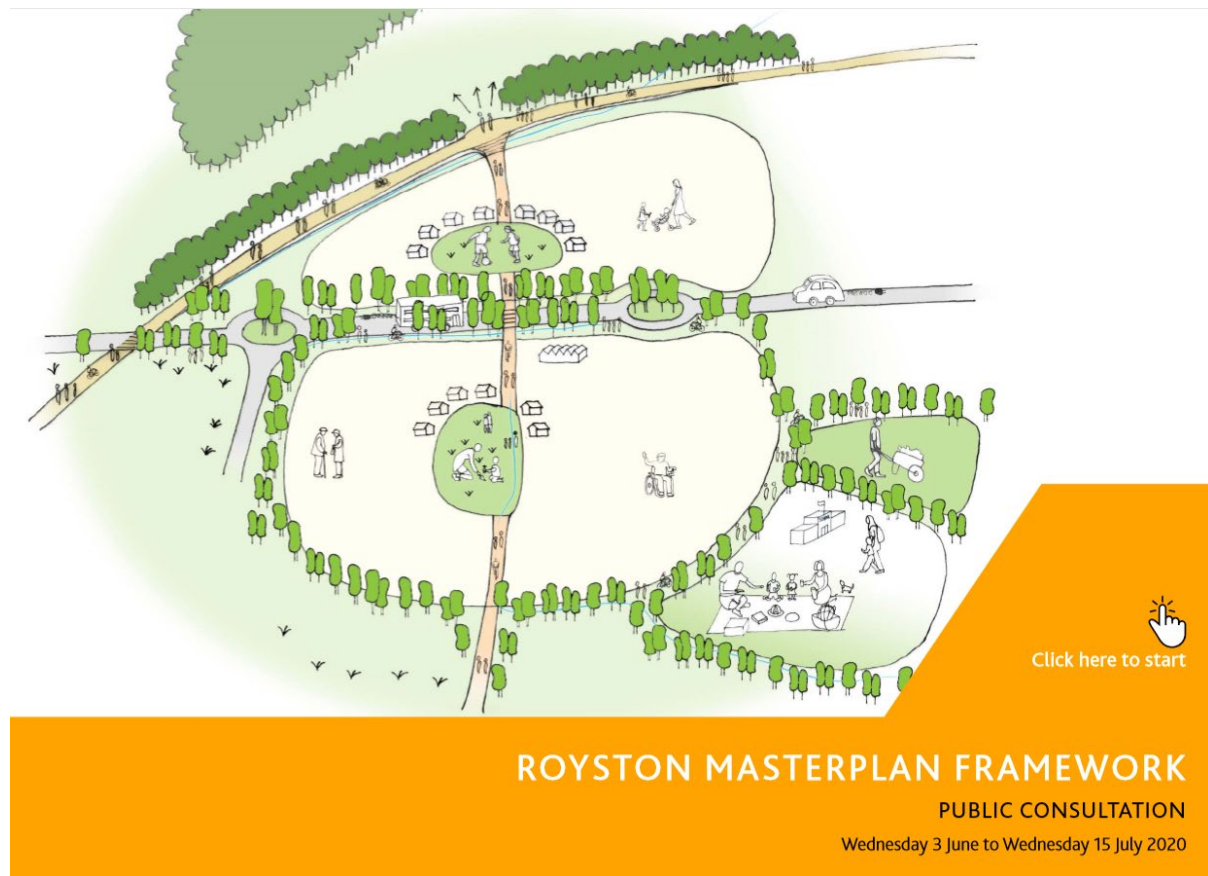 Click here to start
ROYSTON MASTERPLAN FRAMEWORK
PUBLIC CONSULTATION
Wednesday 3 June to Wednesday 15 July 2020